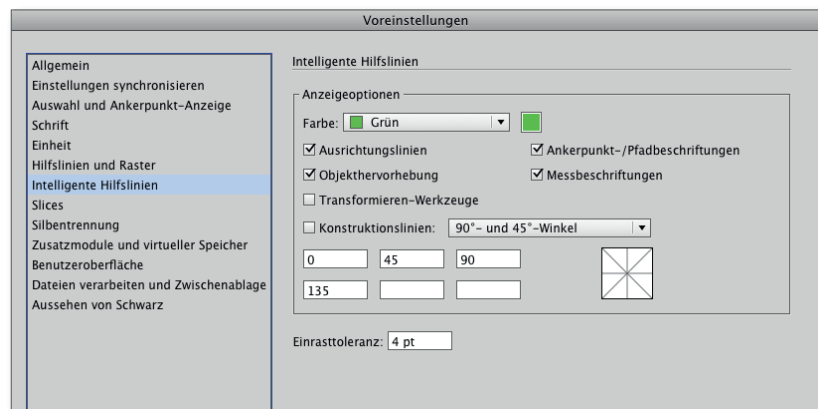 Voreinstellungen
Allgemein
Einstellungen synchronisieren
Auswahl und Ankerpunkt-Anzeige
Schrift
Einheit
Hilfslinien und Raster
Intelligente Hilfslinien
Slices
Silbentrennung
Zusatzmodule und virtueller Speicher
Benutzeroberfläche
Dateien verarbeiten und Zwischenablage
Aussehen von Schwarz
Intelligente Hilfslinien
Anzeigeoptionen
Farbe: Grün
Ausrichtungslinien Ankerpunkt-/Pfadbeschriftungen
Objekthervorhebung Messbeschriftungen
Transformieren-Werkzeuge
Konstruktionslinien: 90°- und 45°-Winkel
0 45 90
135
Einrasttoleranz: 4 pt